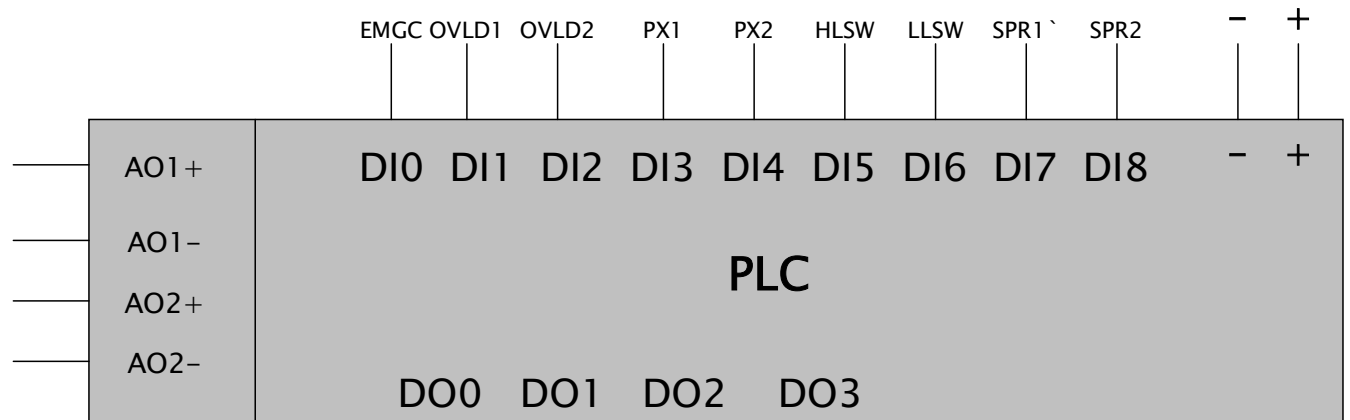 - +
EMGC OVLD1 OVLD2 PX1 PX2 HLSW LLSW SPR1` SPR2
AO1+ DI0 DI1 DI2 DI3 DI4 DI5 DI6 DI7 DI8 - +
AO1-
PLC
AO2+
AO2-
DO0 DO1 DO2 DO3